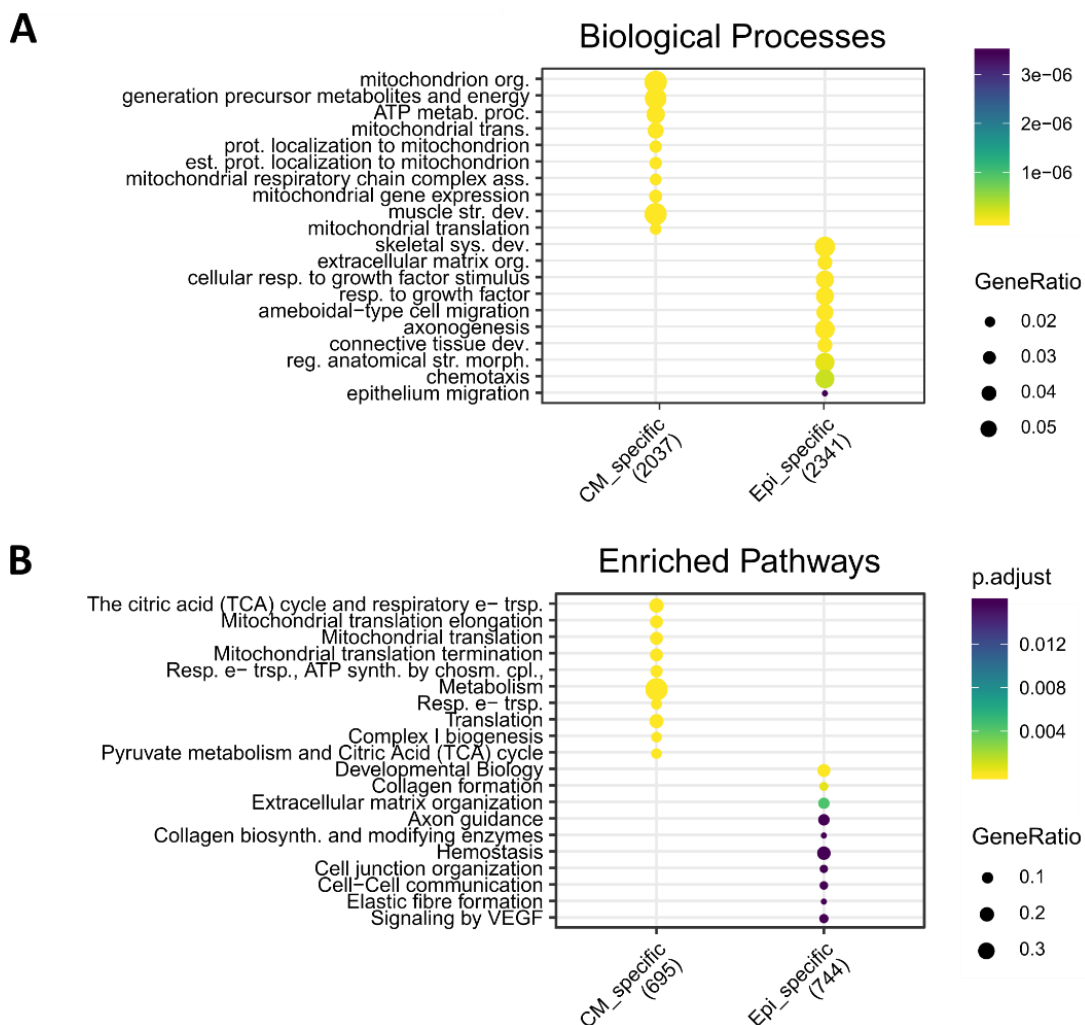 A
Biological Processes
mitochondrion org.
generation precursor metabolites and energy
ATP metab. proc.
mitochondrial trans.
prot. localization to mitochondrion
est. prot. localization to mitochondrion
mitochondrial respiratory chain complex ass.
mitochondrial gene expression
muscle str. dev.
mitochondrial translation
skeletal sys. dev.
extracellular matrix org.
cellular resp. to growth factor stimulus
resp. to growth factor
ameboidal-type cell migration
axonogenesis
connective tissue dev.
reg. anatomical str. morph.
chemotaxis
epithelium migration
CM_specific
(2037)
Epi_specific
(2341)
3e-06
2e-06
1e-06
GeneRatio
0.02
0.03
0.04
0.05
B
Enriched Pathways
The citric acid (TCA) cycle and respiratory e- trsp.
Mitochondrial translation elongation
Mitochondrial translation
Mitochondrial translation termination
Resp. e- trsp., ATP synth. by chosm. cpl.,
Metabolism
Resp. e- trsp.
Translation
Complex I biogenesis
Pyruvate metabolism and Citric Acid (TCA) cycle
Developmental Biology
Collagen formation
Extracellular matrix organization
Axon guidance
Collagen biosynth. and modifying enzymes
Hemostasis
Cell junction organization
Cell-Cell communication
Elastic fibre formation
Signaling by VEGF
CM_specific
(695)
Epi_specific
(744)
p.adjust
0.012
0.008
0.004
GeneRatio
0.1
0.2
0.3